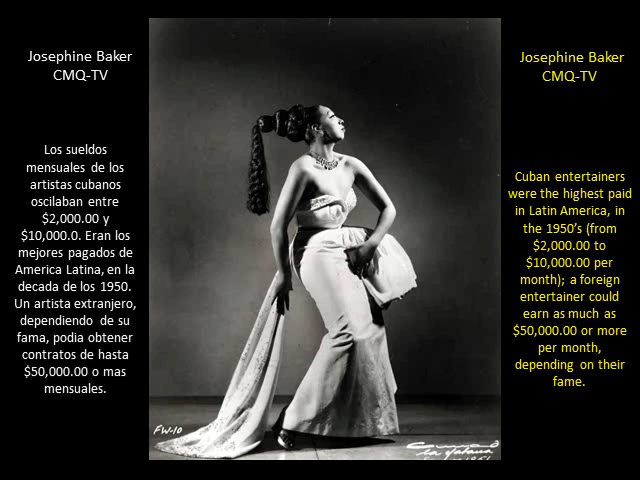 Josephine Baker
CMQ-TV
Los sueldos
mensuales de los
artistas cubanos
oscilaban entre
$2,000.00 y
$10,000.0. Eran los
mejores pagados de
America Latina, en la
decada de los 1950.
Un artista extranjero,
dependiendo de su
fama, podia obtener
contratos de hasta
$50,000.00 o mas
mensuales.
FW-10
la Habana
Josephine Baker
CMQ-TV
Cuban entertainers
were the highest paid
in Latin America, in
the 1950's (from
$2,000.00 to
$10,000.00 per
month); a foreign
entertainer could
earn as much as
$50,000.00 or more
per month,
depending on their
fame.